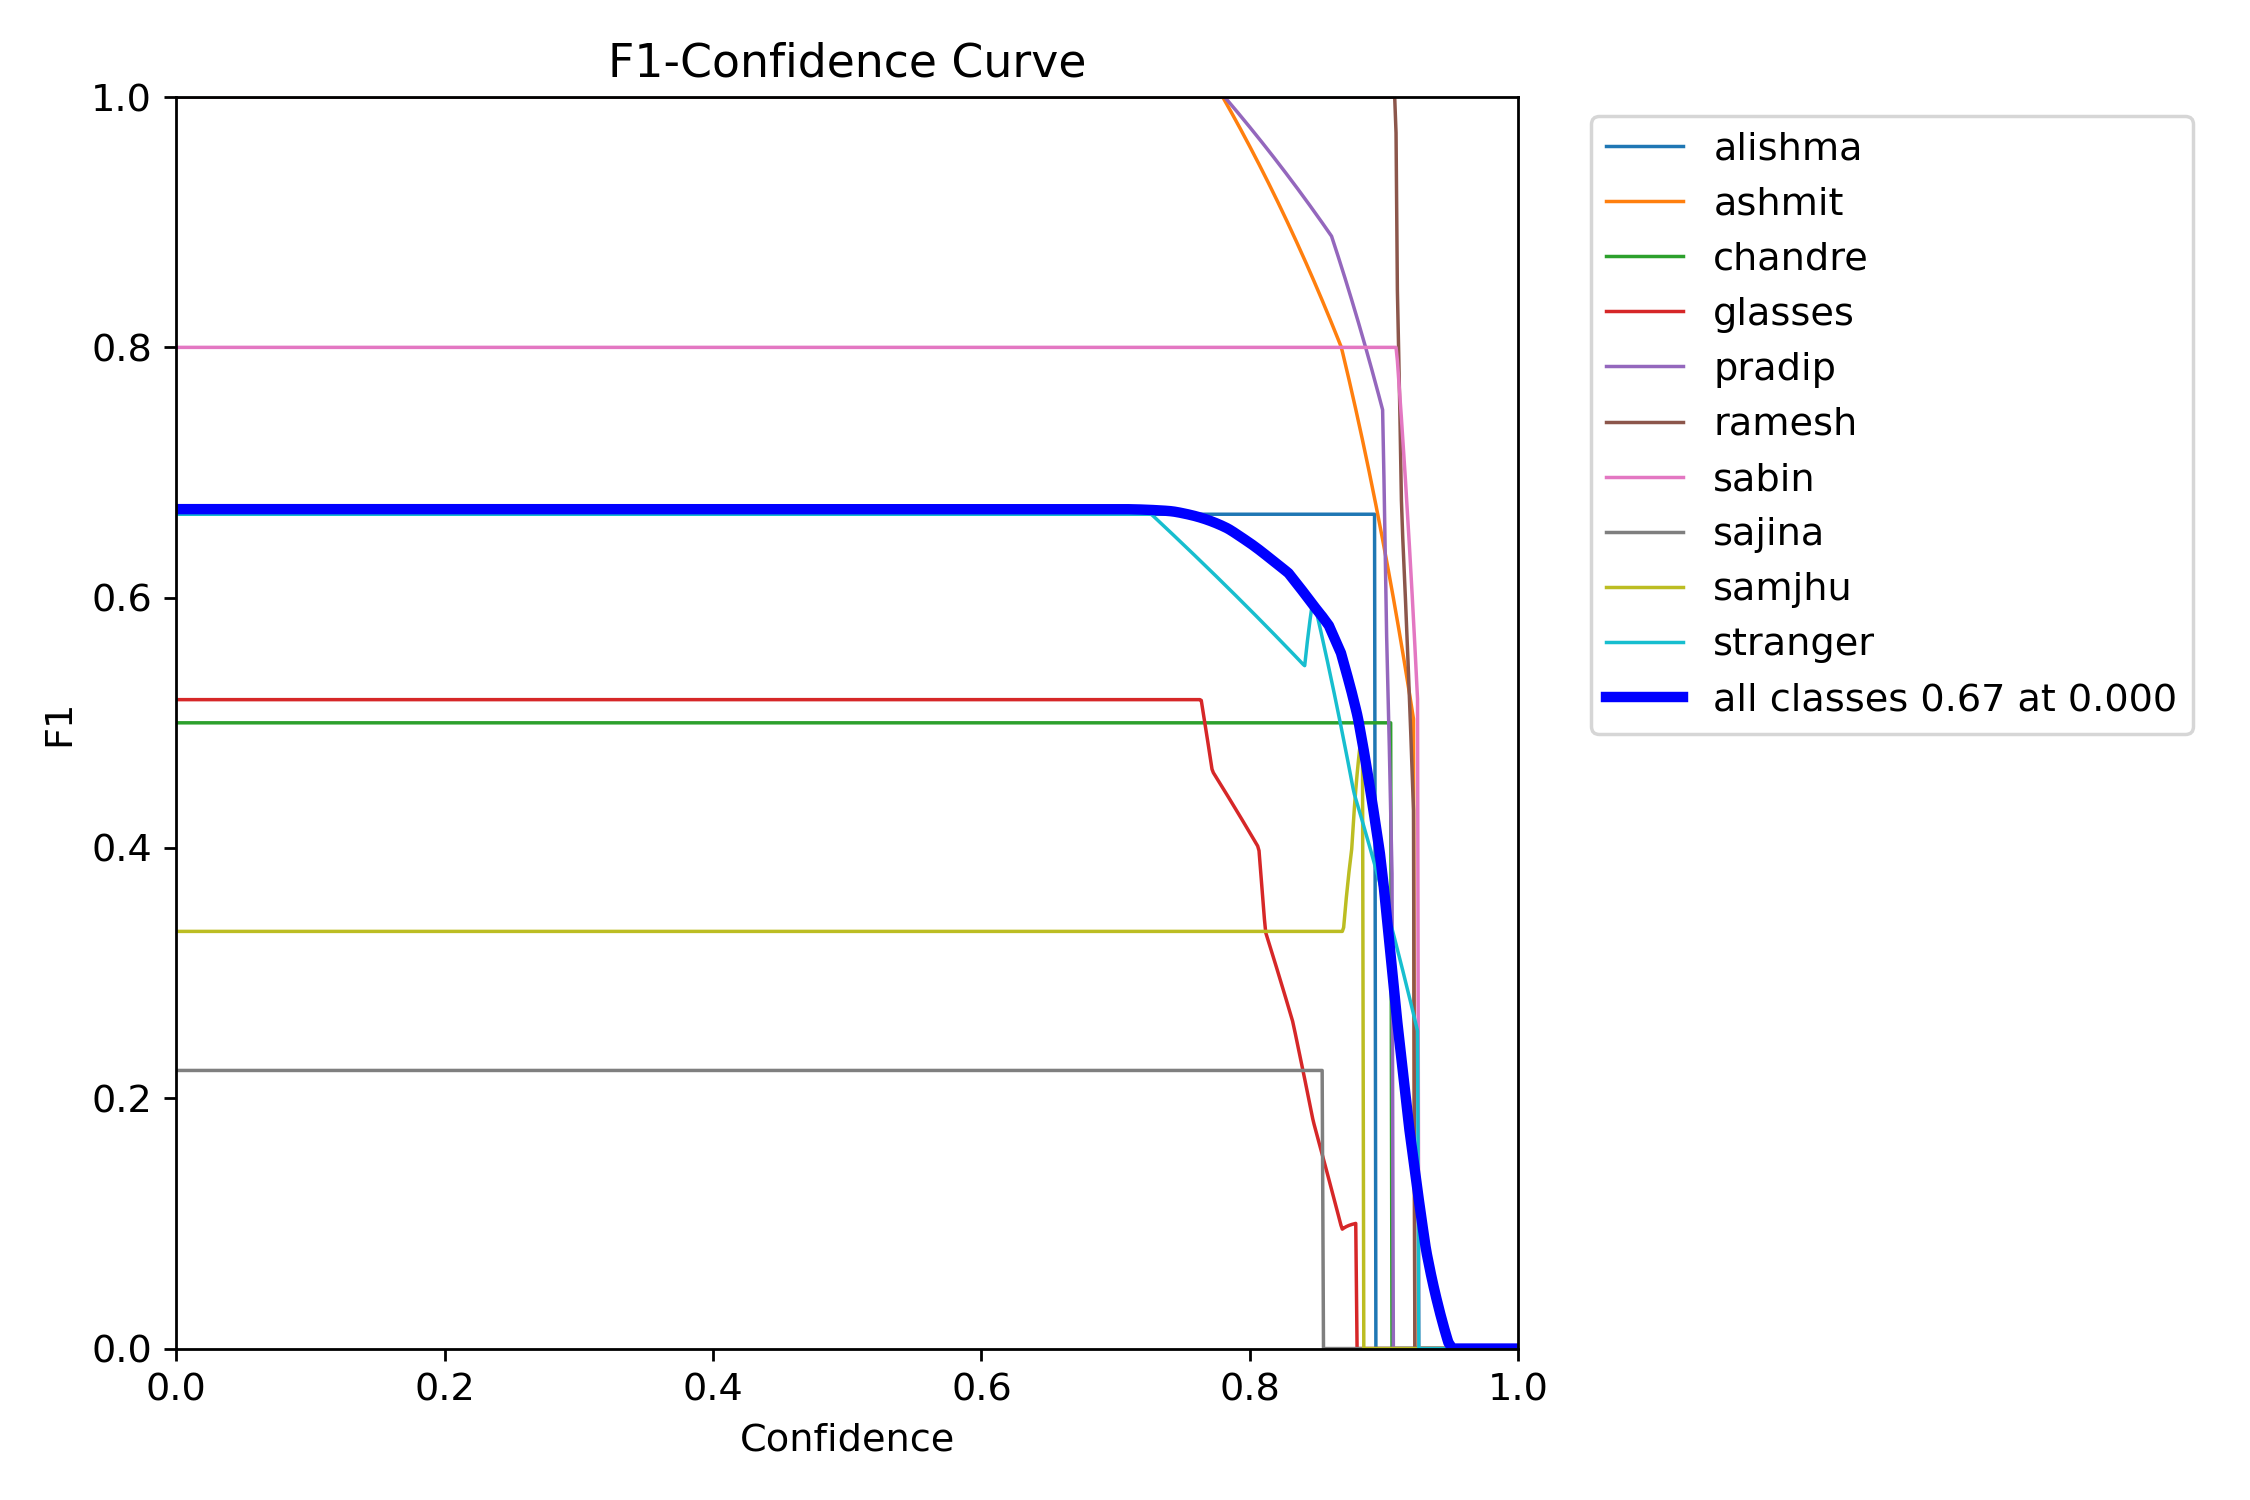 F1-Confidence Curve
1.0
0.8
0.6
0.4
0.2
0.0
F1
0.0
0.2
0.4
0.6
0.8
1.0
Confidence
alishma
ashmit
chandre
glasses
pradip
ramesh
sabin
sajina
samjhu
stranger
all classes 0.67 at 0.000